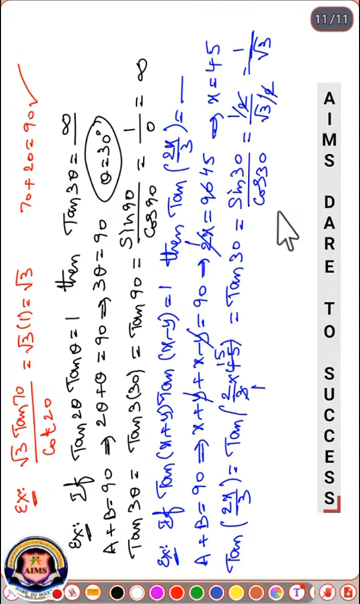 11/11
Ex:- √3 Tan70 / Cot20 = √3(1) = √3      70+20=90 ✓
Ex:- If Tan2θ Tanθ = 1 then Tan3θ = ∞
A+B=90 ⇒ 2θ+θ=90 ⇒ 3θ=90 θ=30°
Tan3θ = Tan3(30) = Tan90 = Sin90/Cos90 = 1/0 = ∞
Ex:- If Tan(x+y) Tan(x-y) = 1 then Tan(2x/3) = —
A+B=90 ⇒ x+y+x-y=90 ⇒ 2x=90 45 ⇒ x=45
Tan(2x/3) = Tan(2/3 x 45 15) = Tan30 = Sin30/Cos30 = 1/2 / √3/2 = 1/√3
AIMS DARE TO SUCCESS
AIMS